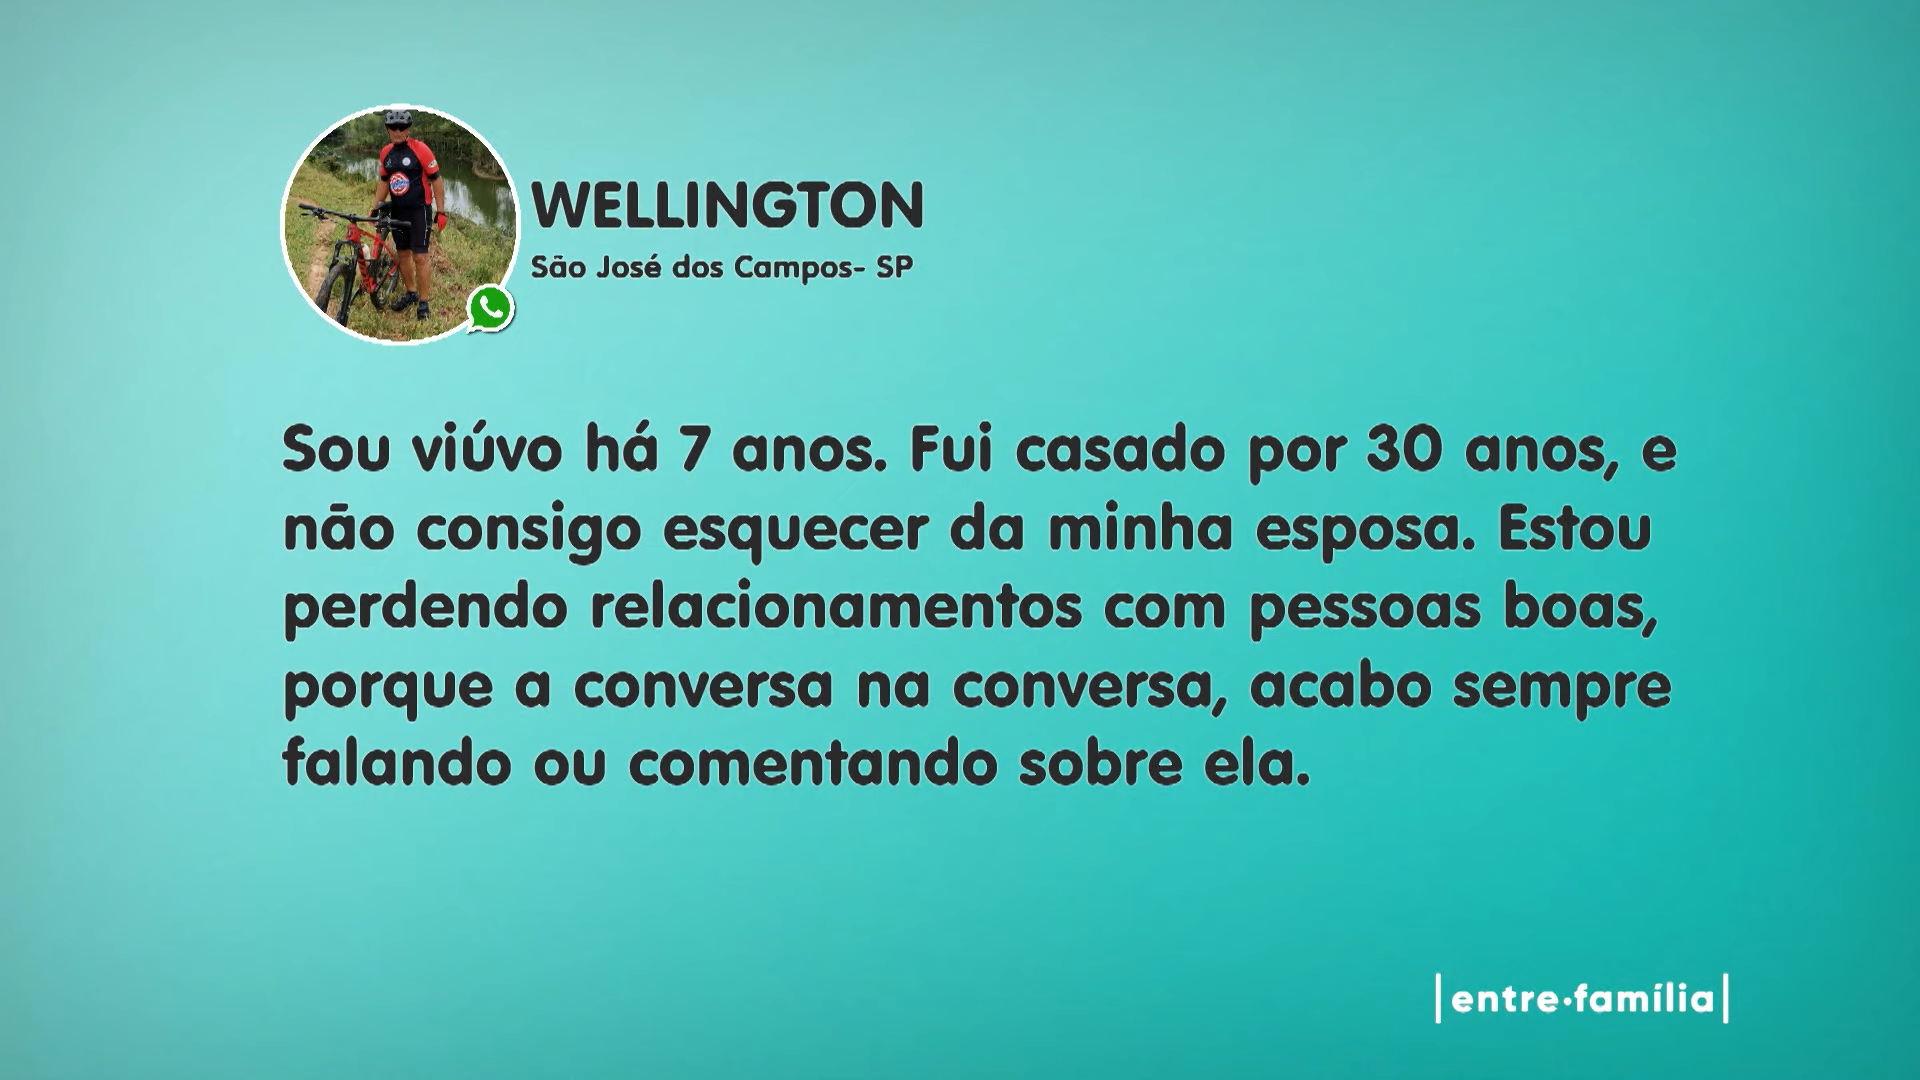 WELLINGTON
São José dos Campos- SP
Sou viúvo há 7 anos. Fui casado por 30 anos, e
não consigo esquecer da minha esposa. Estou
perdendo relacionamentos com pessoas boas,
porque a conversa na conversa, acabo sempre
falando ou comentando sobre ela.
|entre•família|